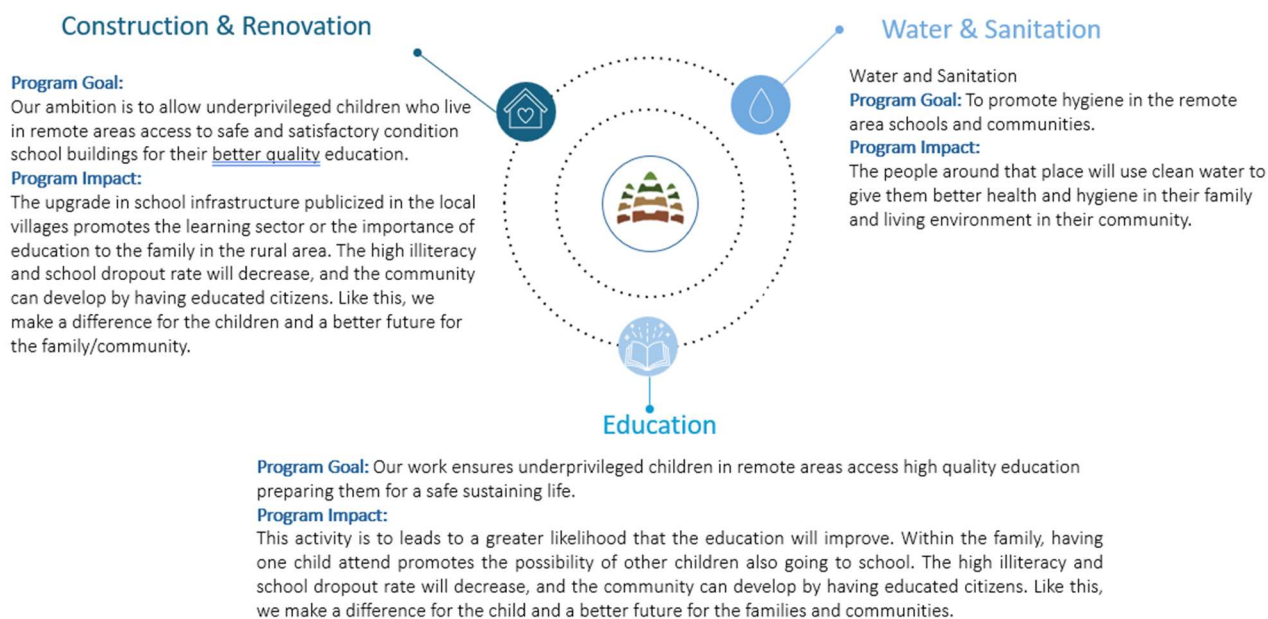 Construction & Renovation
Program Goal:
Our ambition is to allow underprivileged children who live
in remote areas access to safe and satisfactory condition
school buildings for their better quality education.
Program Impact:
The upgrade in school infrastructure publicized in the local
villages promotes the learning sector or the importance of
education to the family in the rural area. The high illiteracy
and school dropout rate will decrease, and the community
can develop by having educated citizens. Like this, we
make a difference for the children and a better future for
the family/community.
Water & Sanitation
Water and Sanitation
Program Goal: To promote hygiene in the remote
area schools and communities.
Program Impact:
The people around that place will use clean water to
give them better health and hygiene in their family
and living environment in their community.
Education
Program Goal: Our work ensures underprivileged children in remote areas access high quality education
preparing them for a safe sustaining life.
Program Impact:
This activity is to leads to a greater likelihood that the education will improve. Within the family, having
one child attend promotes the possibility of other children also going to school. The high illiteracy and
school dropout rate will decrease, and the community can develop by having educated citizens. Like this,
we make a difference for the child and a better future for the families and communities.